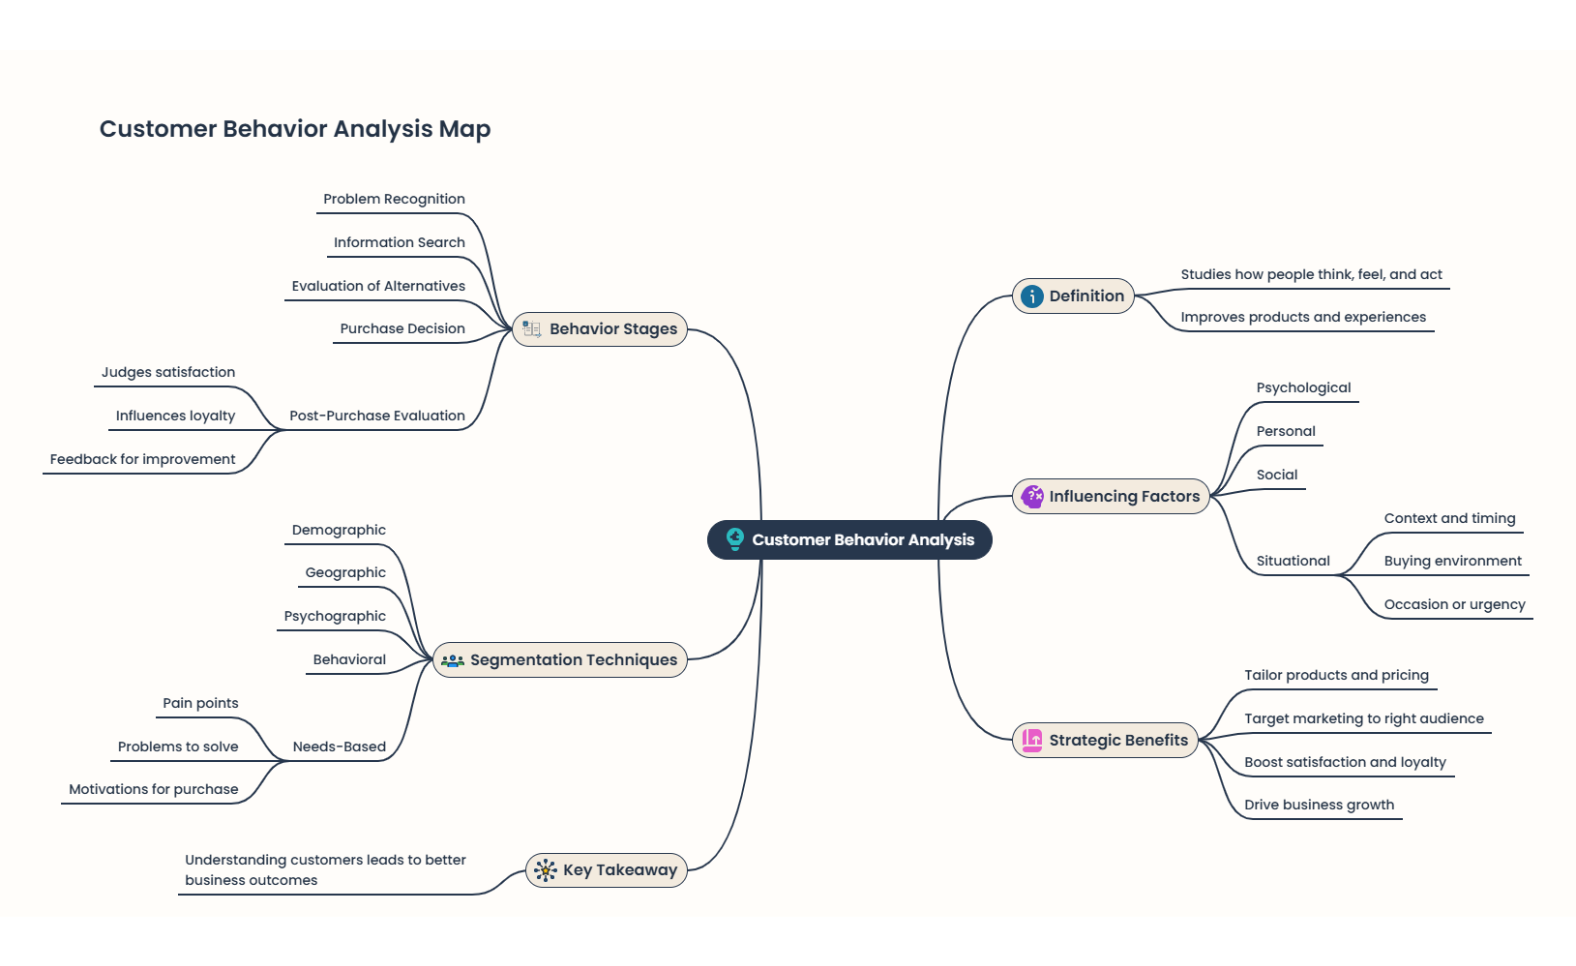 Customer Behavior Analysis Map
Customer Behavior Analysis
Behavior Stages
Problem Recognition
Information Search
Evaluation of Alternatives
Purchase Decision
Post-Purchase Evaluation
Judges satisfaction
Influences loyalty
Feedback for improvement
Segmentation Techniques
Demographic
Geographic
Psychographic
Behavioral
Needs-Based
Pain points
Problems to solve
Motivations for purchase
Key Takeaway
Understanding customers leads to better
business outcomes
Definition
Studies how people think, feel, and act
Improves products and experiences
Influencing Factors
Psychological
Personal
Social
Situational
Context and timing
Buying environment
Occasion or urgency
Strategic Benefits
Tailor products and pricing
Target marketing to right audience
Boost satisfaction and loyalty
Drive business growth